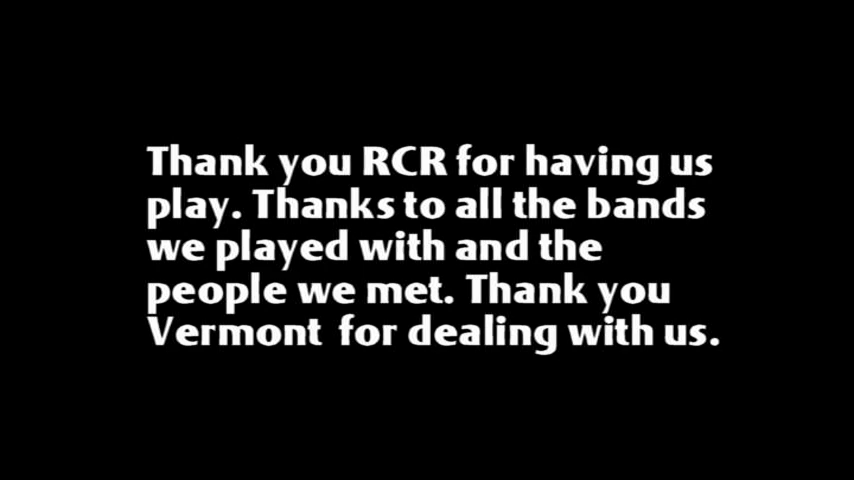 Thank you RCR for having us
play. Thanks to all the bands
we played with and the
people we met. Thank you
Vermont  for dealing with us.